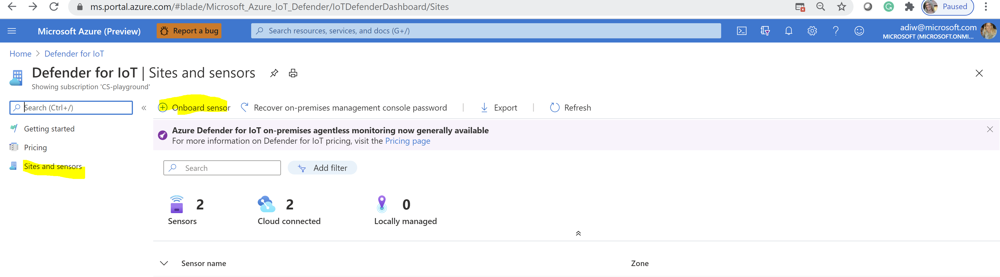 ms.portal.azure.com/#blade/Microsoft_Azure_IoT_Defender/IoTDefenderDashboard/Sites
Paused
Microsoft Azure (Preview)
Report a bug
Search resources, services, and docs (G+/)
adiw@microsoft.com
MICROSOFT (MICROSOFT.ONMI...
Home > Defender for IoT
Defender for IoT | Sites and sensors
Showing subscription 'CS-playground'
Search (Ctrl+/)
«
Onboard sensor
Recover on-premises management console password
Export
Refresh
Getting started
Pricing
Sites and sensors
Azure Defender for IoT on-premises agentless monitoring now generally available
For more information on Defender for IoT pricing, visit the Pricing page
Search
Add filter
2
Sensors
2
Cloud connected
0
Locally managed
Sensor name
Zone